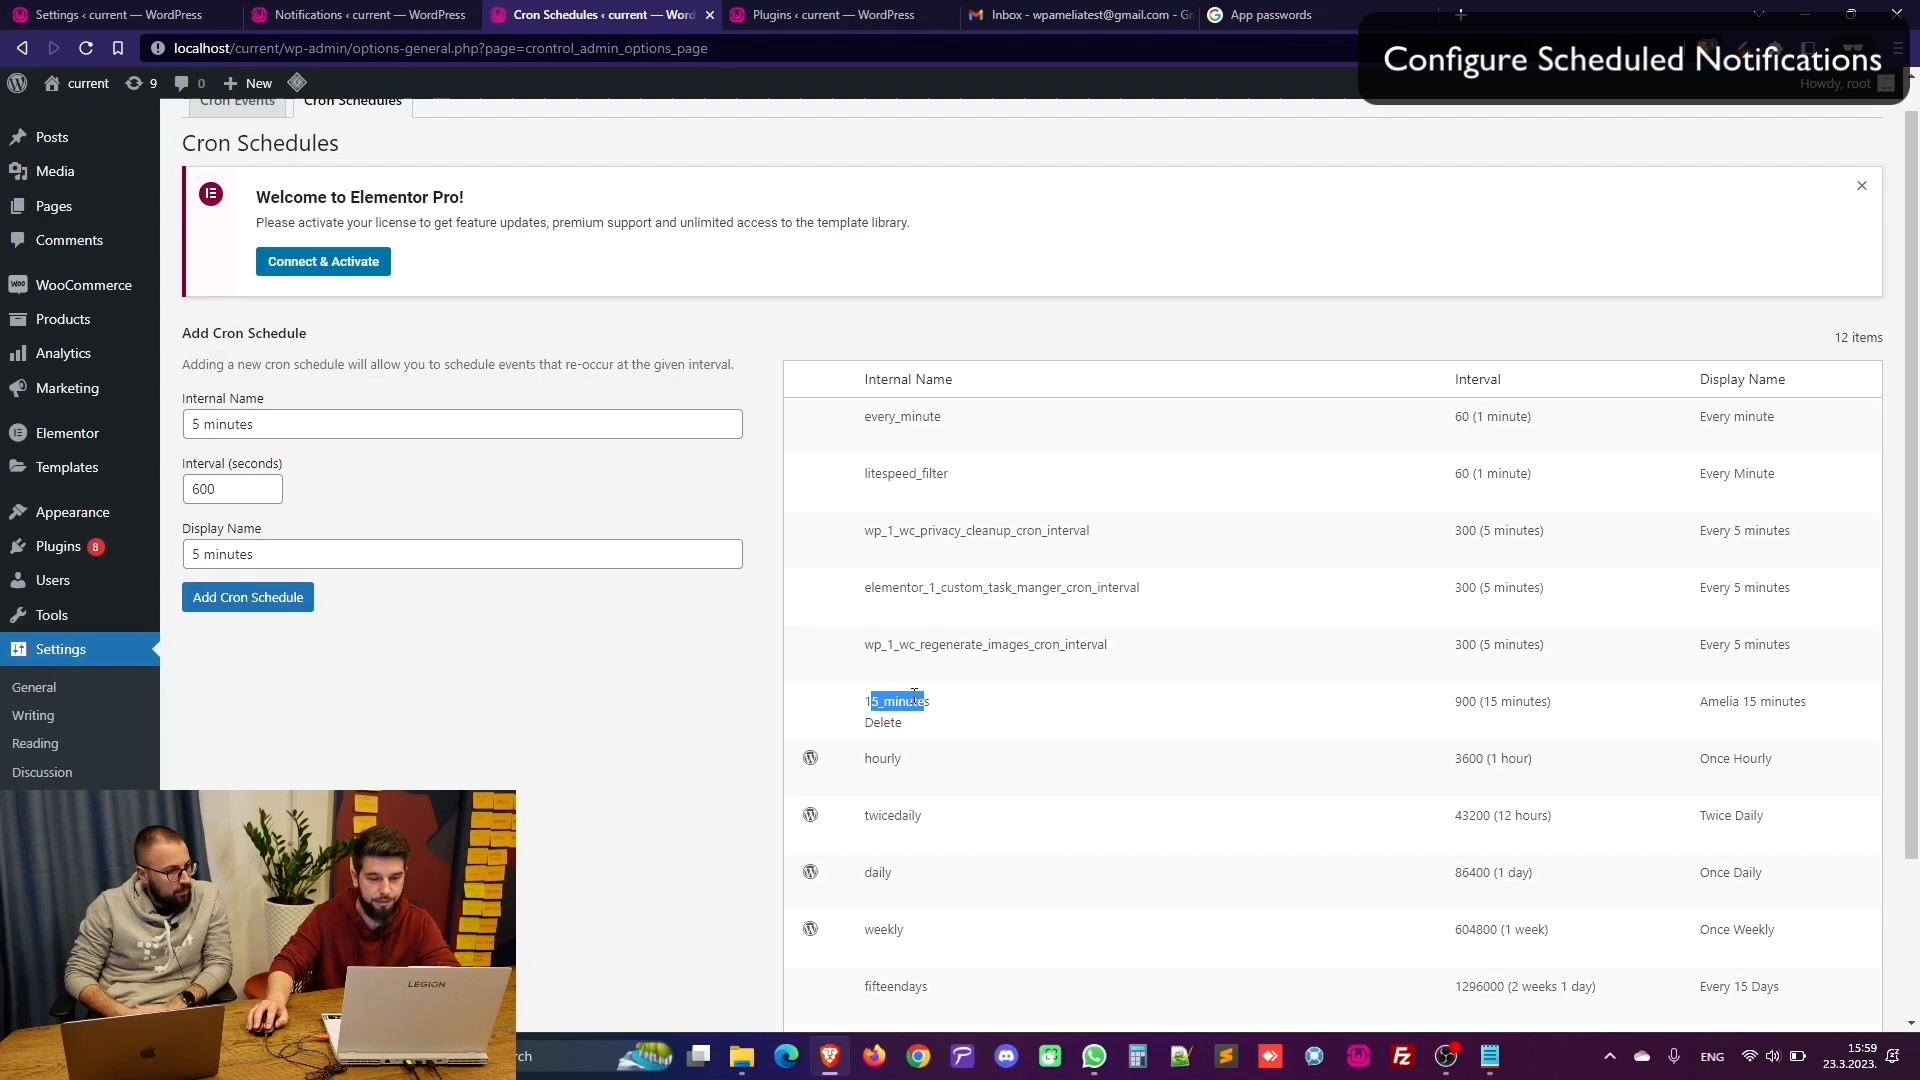 Settings ‹ current — WordPress
Notifications ‹ current — WordPress
Cron Schedules ‹ current — Word
Plugins ‹ current — WordPress
Inbox - wpameliatest@gmail.com - Gm
App passwords
localhost/current/wp-admin/options-general.php?page=crontrol_admin_options_page
Configure Scheduled Notifications
current
9
0
New
Howdy, root
Posts
Media
Pages
Comments
WooCommerce
Products
Analytics
Marketing
Elementor
Templates
Appearance
Plugins 8
Users
Tools
Settings
General
Writing
Reading
Discussion
Cron Events
Cron Schedules
Cron Schedules
Welcome to Elementor Pro!
Please activate your license to get feature updates, premium support and unlimited access to the template library.
Connect & Activate
Add Cron Schedule
Adding a new cron schedule will allow you to schedule events that re-occur at the given interval.
Internal Name
5 minutes
Interval (seconds)
600
Display Name
5 minutes
Add Cron Schedule
12 items
Internal Name Interval Display Name
every_minute 60 (1 minute) Every minute
litespeed_filter 60 (1 minute) Every Minute
wp_1_wc_privacy_cleanup_cron_interval 300 (5 minutes) Every 5 minutes
elementor_1_custom_task_manger_cron_interval 300 (5 minutes) Every 5 minutes
wp_1_wc_regenerate_images_cron_interval 300 (5 minutes) Every 5 minutes
15_minutes 900 (15 minutes) Amelia 15 minutes
Delete
hourly 3600 (1 hour) Once Hourly
twicedaily 43200 (12 hours) Twice Daily
daily 86400 (1 day) Once Daily
weekly 604800 (1 week) Once Weekly
fifteendays 1296000 (2 weeks 1 day) Every 15 Days
LEGION
rch
ENG
15:59
23.3.2023.